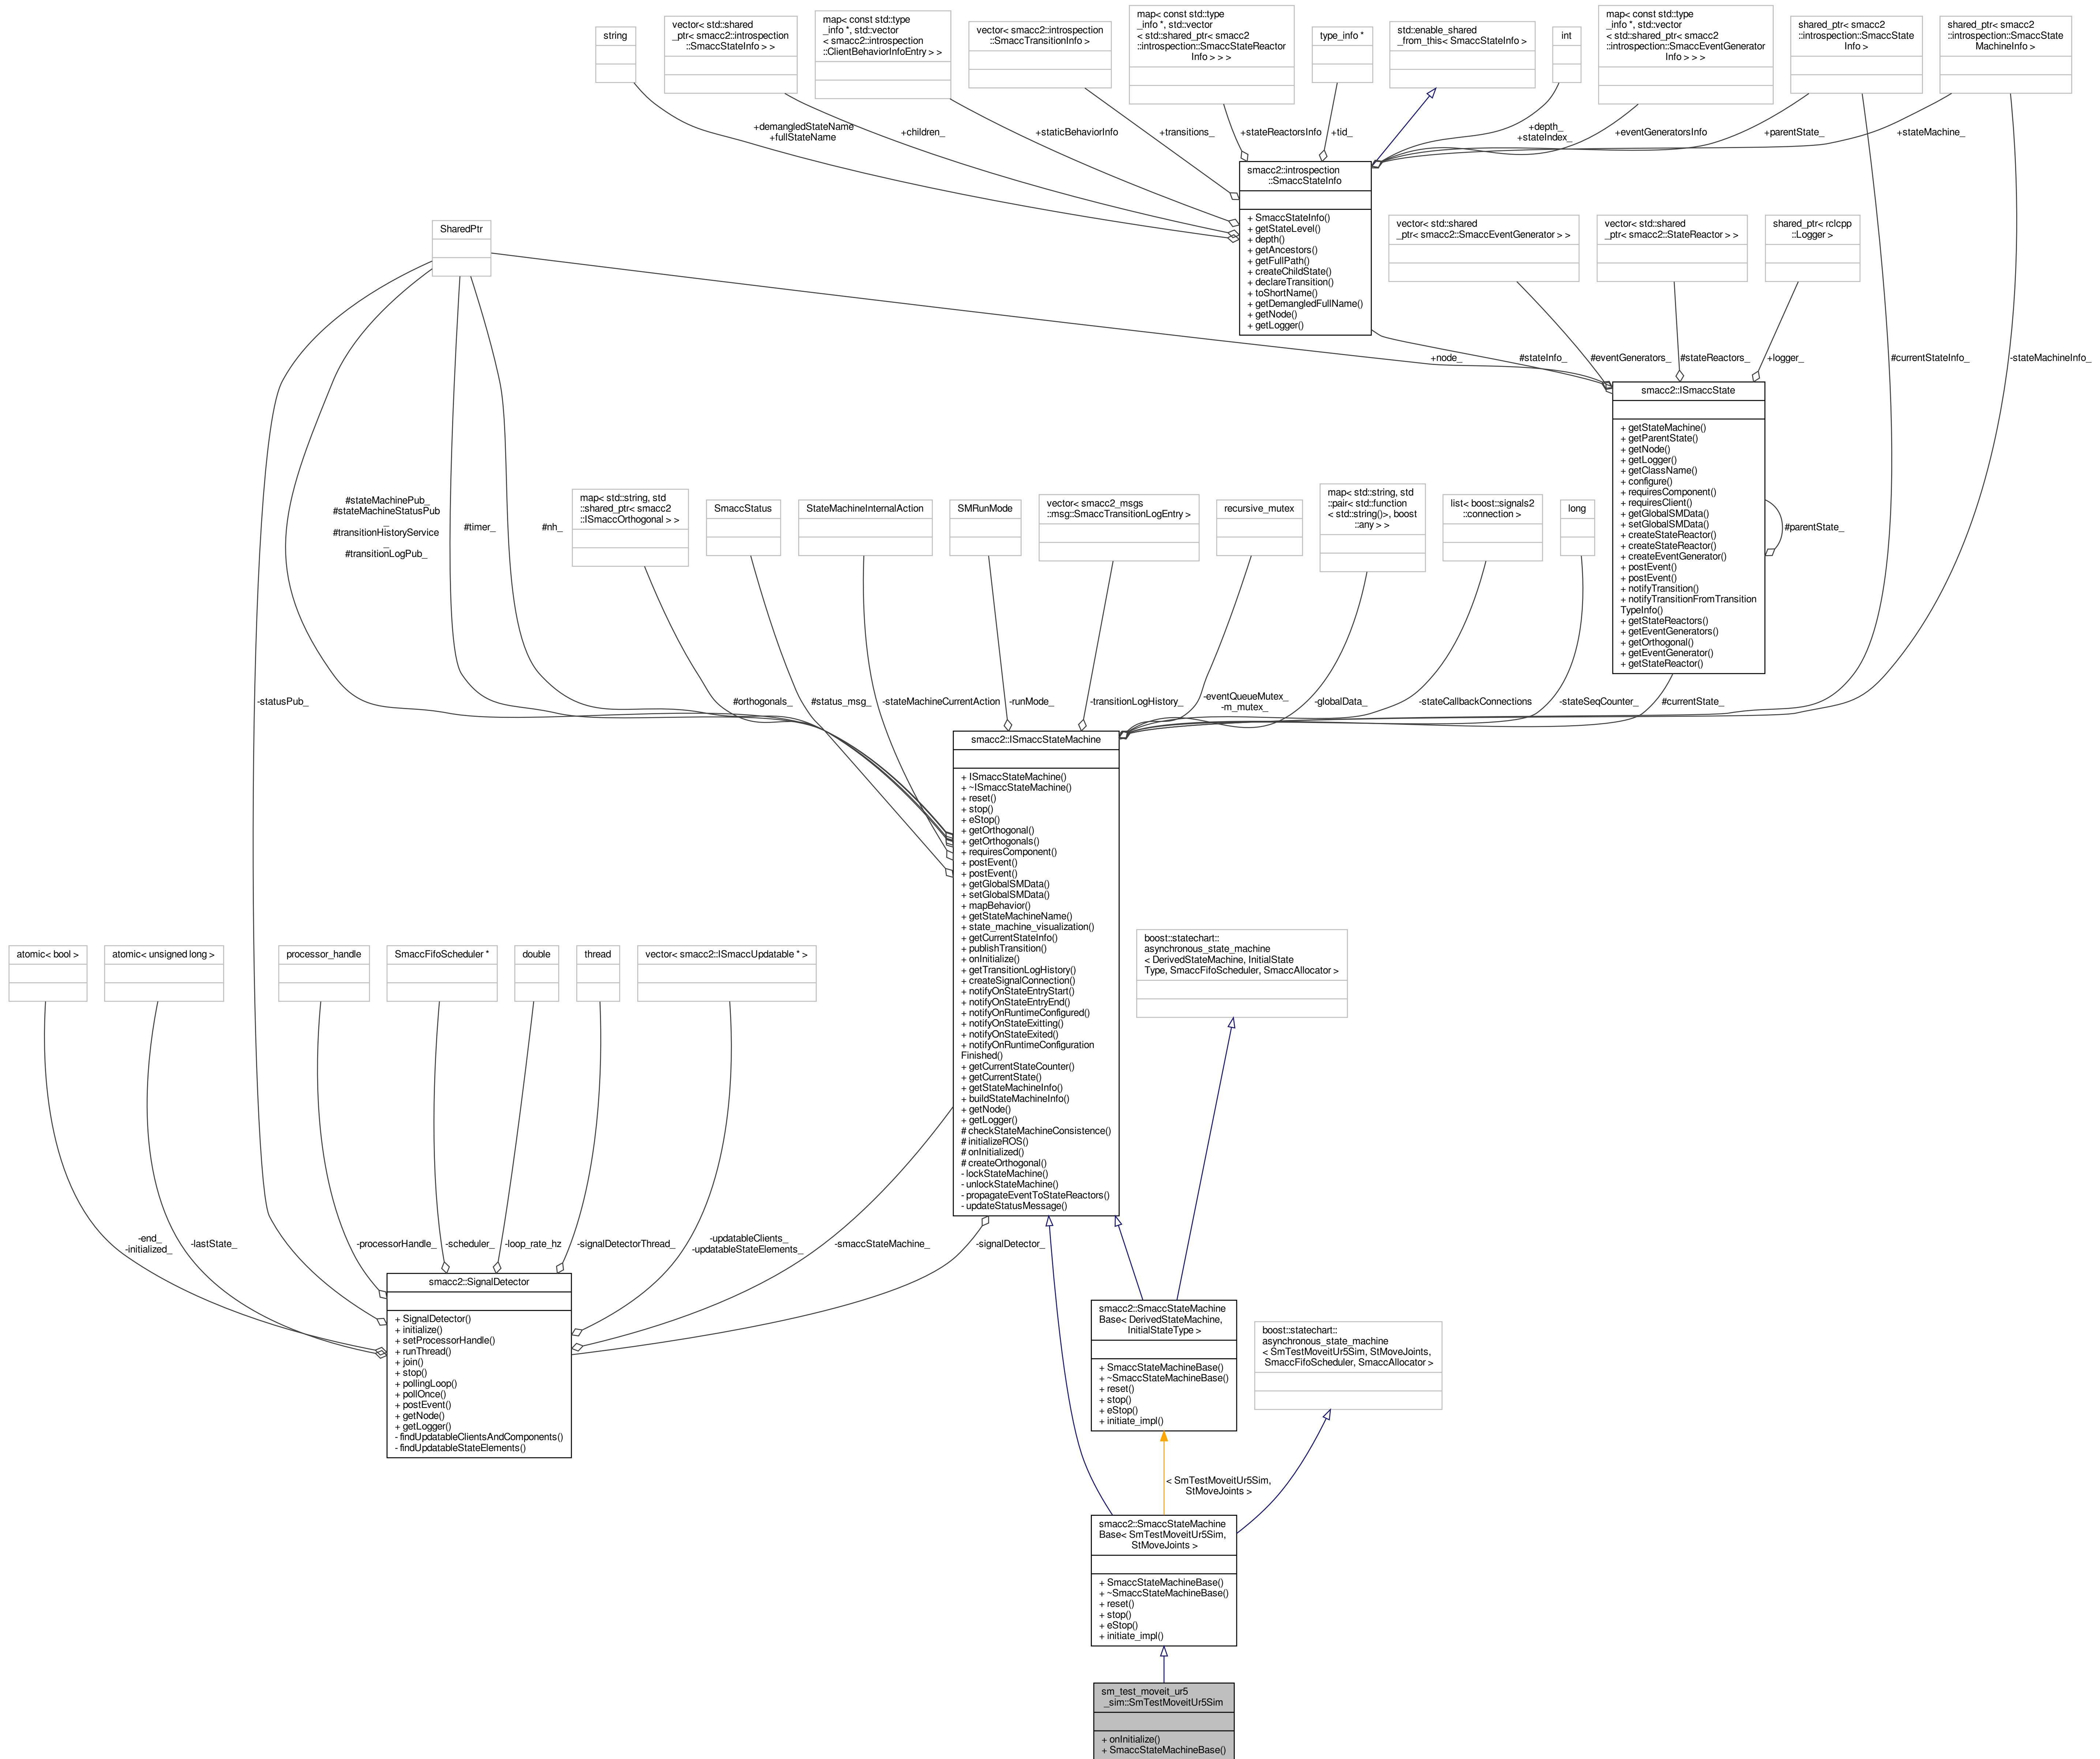 string
vector< std::shared
_ptr< smacc2::introspection
::SmaccStateInfo > >
map< const std::type
_info *, std::vector
< smacc2::introspection
::ClientBehaviorInfoEntry > >
vector< smacc2::introspection
::SmaccTransitionInfo >
map< const std::type
_info *, std::vector
< std::shared_ptr< smacc2
::introspection::SmaccStateReactor
Info > > >
type_info *
std::enable_shared
_from_this< SmaccStateInfo >
int
map< const std::type
_info *, std::vector
< std::shared_ptr< smacc2
::introspection::SmaccEventGenerator
Info > > >
shared_ptr< smacc2
::introspection::SmaccState
Info >
shared_ptr< smacc2
::introspection::SmaccState
MachineInfo >
+demangledStateName
+fullStateName
+children_
+staticBehaviorInfo
+transitions_
+stateReactorsInfo
+tid_
+depth_
+stateIndex_
+eventGeneratorsInfo
+parentState_
+stateMachine_
smacc2::introspection
::SmaccStateInfo
+ SmaccStateInfo()
+ getStateLevel()
+ depth()
+ getAncestors()
+ getFullPath()
+ createChildState()
+ declareTransition()
+ toShortName()
+ getDemangledFullName()
+ getNode()
+ getLogger()
SharedPtr
vector< std::shared
_ptr< smacc2::SmaccEventGenerator > >
vector< std::shared
_ptr< smacc2::StateReactor > >
shared_ptr< rclcpp
::Logger >
+node_
#stateInfo_
#eventGenerators_
#stateReactors_
+logger_
#currentStateInfo_
-stateMachineInfo_
smacc2::ISmaccState
+ getStateMachine()
+ getParentState()
+ getNode()
+ getLogger()
+ getClassName()
+ configure()
+ requiresComponent()
+ requiresClient()
+ getGlobalSMData()
+ setGlobalSMData()
+ createStateReactor()
+ createStateReactor()
+ createEventGenerator()
+ postEvent()
+ postEvent()
+ notifyTransition()
+ notifyTransitionFromTransition
TypeInfo()
+ getStateReactors()
+ getEventGenerators()
+ getOrthogonal()
+ getEventGenerator()
+ getStateReactor()
#parentState_
#stateMachinePub_
#stateMachineStatusPub
_
#transitionHistoryService
_
#transitionLogPub_
#timer_
#nh_
map< std::string, std
::shared_ptr< smacc2
::ISmaccOrthogonal > >
SmaccStatus
StateMachineInternalAction
SMRunMode
vector< smacc2_msgs
::msg::SmaccTransitionLogEntry >
recursive_mutex
map< std::string, std
::pair< std::function
< std::string()>, boost
::any > >
list< boost::signals2
::connection >
long
-statusPub_
#orthogonals_
#status_msg_
-stateMachineCurrentAction
-runMode_
-transitionLogHistory_
-eventQueueMutex_
-m_mutex_
-globalData_
-stateCallbackConnections
-stateSeqCounter_
#currentState_
smacc2::ISmaccStateMachine
+ ISmaccStateMachine()
+ ~ISmaccStateMachine()
+ reset()
+ stop()
+ eStop()
+ getOrthogonal()
+ getOrthogonals()
+ requiresComponent()
+ postEvent()
+ postEvent()
+ getGlobalSMData()
+ setGlobalSMData()
+ mapBehavior()
+ getStateMachineName()
+ state_machine_visualization()
+ getCurrentStateInfo()
+ publishTransition()
+ onInitialize()
+ getTransitionLogHistory()
+ createSignalConnection()
+ notifyOnStateEntryStart()
+ notifyOnStateEntryEnd()
+ notifyOnRuntimeConfigured()
+ notifyOnStateExitting()
+ notifyOnStateExited()
+ notifyOnRuntimeConfiguration
Finished()
+ getCurrentStateCounter()
+ getCurrentState()
+ getStateMachineInfo()
+ buildStateMachineInfo()
+ getNode()
+ getLogger()
# checkStateMachineConsistence()
# initializeROS()
# onInitialized()
# createOrthogonal()
- lockStateMachine()
- unlockStateMachine()
- propagateEventToStateReactors()
- updateStatusMessage()
atomic< bool >
atomic< unsigned long >
processor_handle
SmaccFifoScheduler *
double
thread
vector< smacc2::ISmaccUpdatable * >
boost::statechart::
asynchronous_state_machine
< DerivedStateMachine, InitialState
Type, SmaccFifoScheduler, SmaccAllocator >
-end_
-initialized_
-lastState_
-processorHandle_
-scheduler_
-loop_rate_hz
-signalDetectorThread_
-updatableClients_
-updatableStateElements_
-smaccStateMachine_
-signalDetector_
smacc2::SignalDetector
+ SignalDetector()
+ initialize()
+ setProcessorHandle()
+ runThread()
+ join()
+ stop()
+ pollingLoop()
+ pollOnce()
+ postEvent()
+ getNode()
+ getLogger()
- findUpdatableClientsAndComponents()
- findUpdatableStateElements()
smacc2::SmaccStateMachine
Base< DerivedStateMachine,
InitialStateType >
+ SmaccStateMachineBase()
+ ~SmaccStateMachineBase()
+ reset()
+ stop()
+ eStop()
+ initiate_impl()
boost::statechart::
asynchronous_state_machine
< SmTestMoveitUr5Sim, StMoveJoints,
SmaccFifoScheduler, SmaccAllocator >
< SmTestMoveitUr5Sim,
StMoveJoints >
smacc2::SmaccStateMachine
Base< SmTestMoveitUr5Sim,
StMoveJoints >
+ SmaccStateMachineBase()
+ ~SmaccStateMachineBase()
+ reset()
+ stop()
+ eStop()
+ initiate_impl()
sm_test_moveit_ur5
_sim::SmTestMoveitUr5Sim
+ onInitialize()
+ SmaccStateMachineBase()